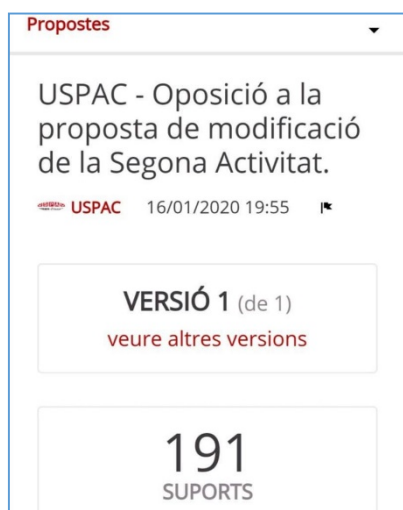 Propostes
USPAC - Oposició a la
proposta de modificació
de la Segona Activitat.
USPAC 16/01/2020 19:55
VERSIÓ 1 (de 1)
veure altres versions
191
SUPORTS